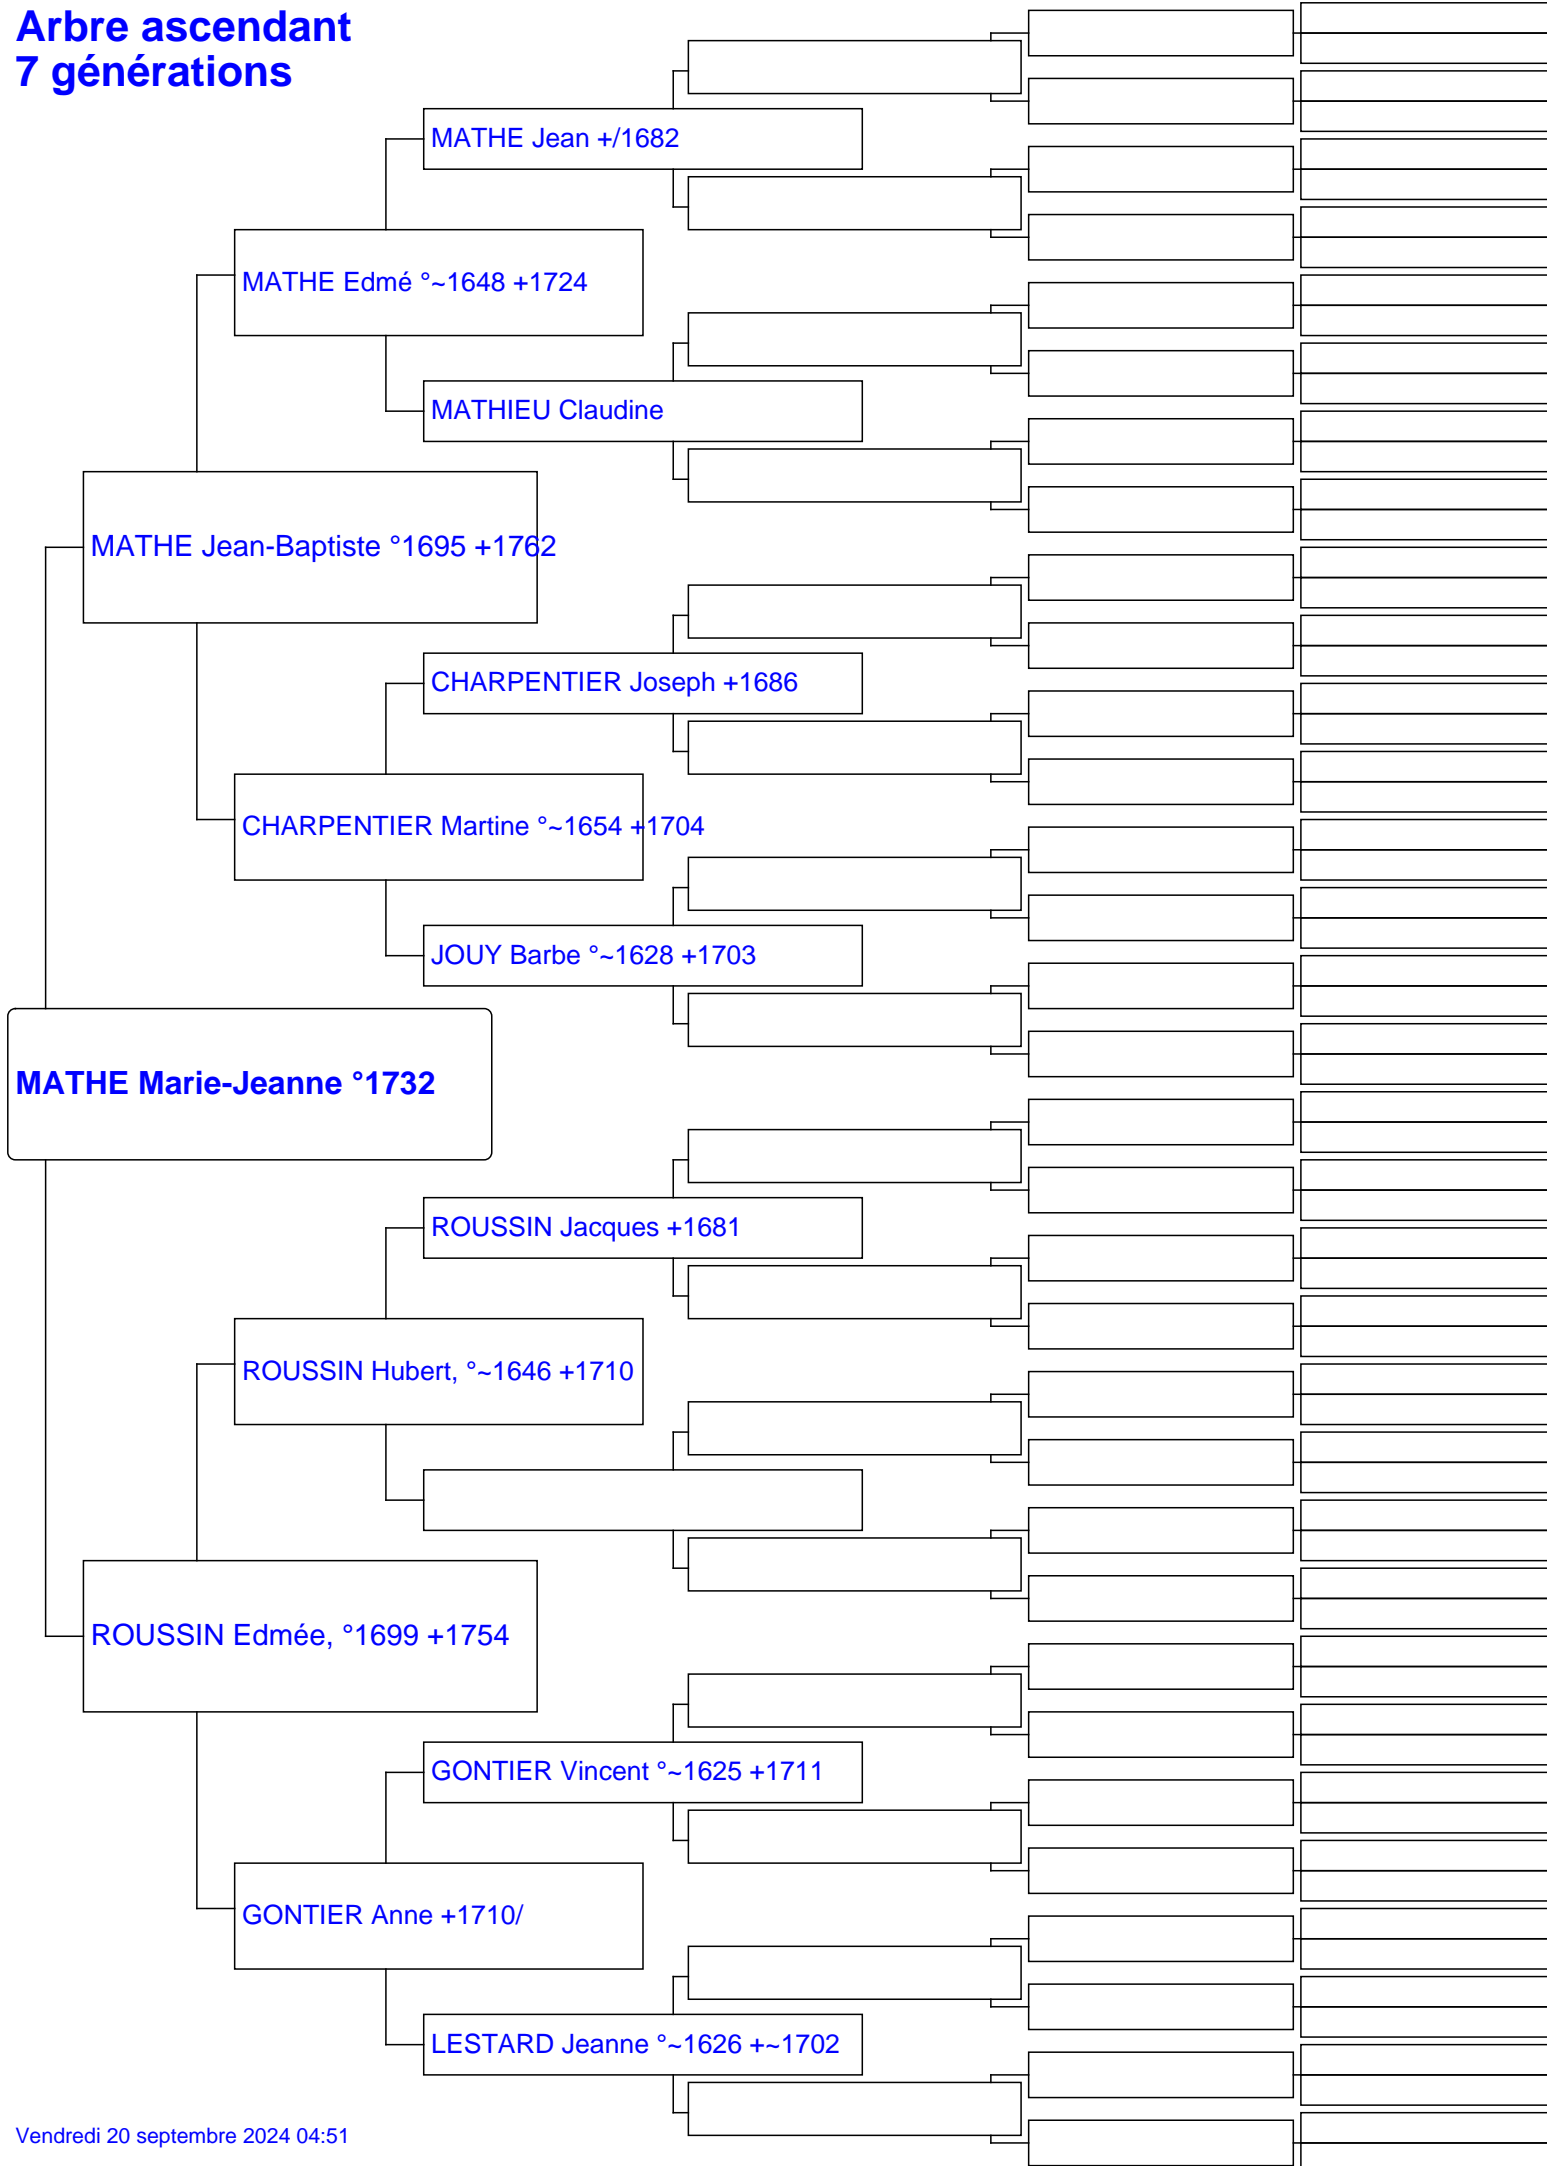 Arbre ascendant
7 générations
MATHE Jean +/1682
MATHE Edmé °~1648 +1724
MATHIEU Claudine
MATHE Jean-Baptiste °1695 +1762
CHARPENTIER Joseph +1686
CHARPENTIER Martine °~1654 +1704
JOUY Barbe °~1628 +1703
MATHE Marie-Jeanne °1732
ROUSSIN Jacques +1681
ROUSSIN Hubert, °~1646 +1710
ROUSSIN Edmée, °1699 +1754
GONTIER Vincent °~1625 +1711
GONTIER Anne +1710/
LESTARD Jeanne °~1626 +~1702
Vendredi 20 septembre 2024 04:51